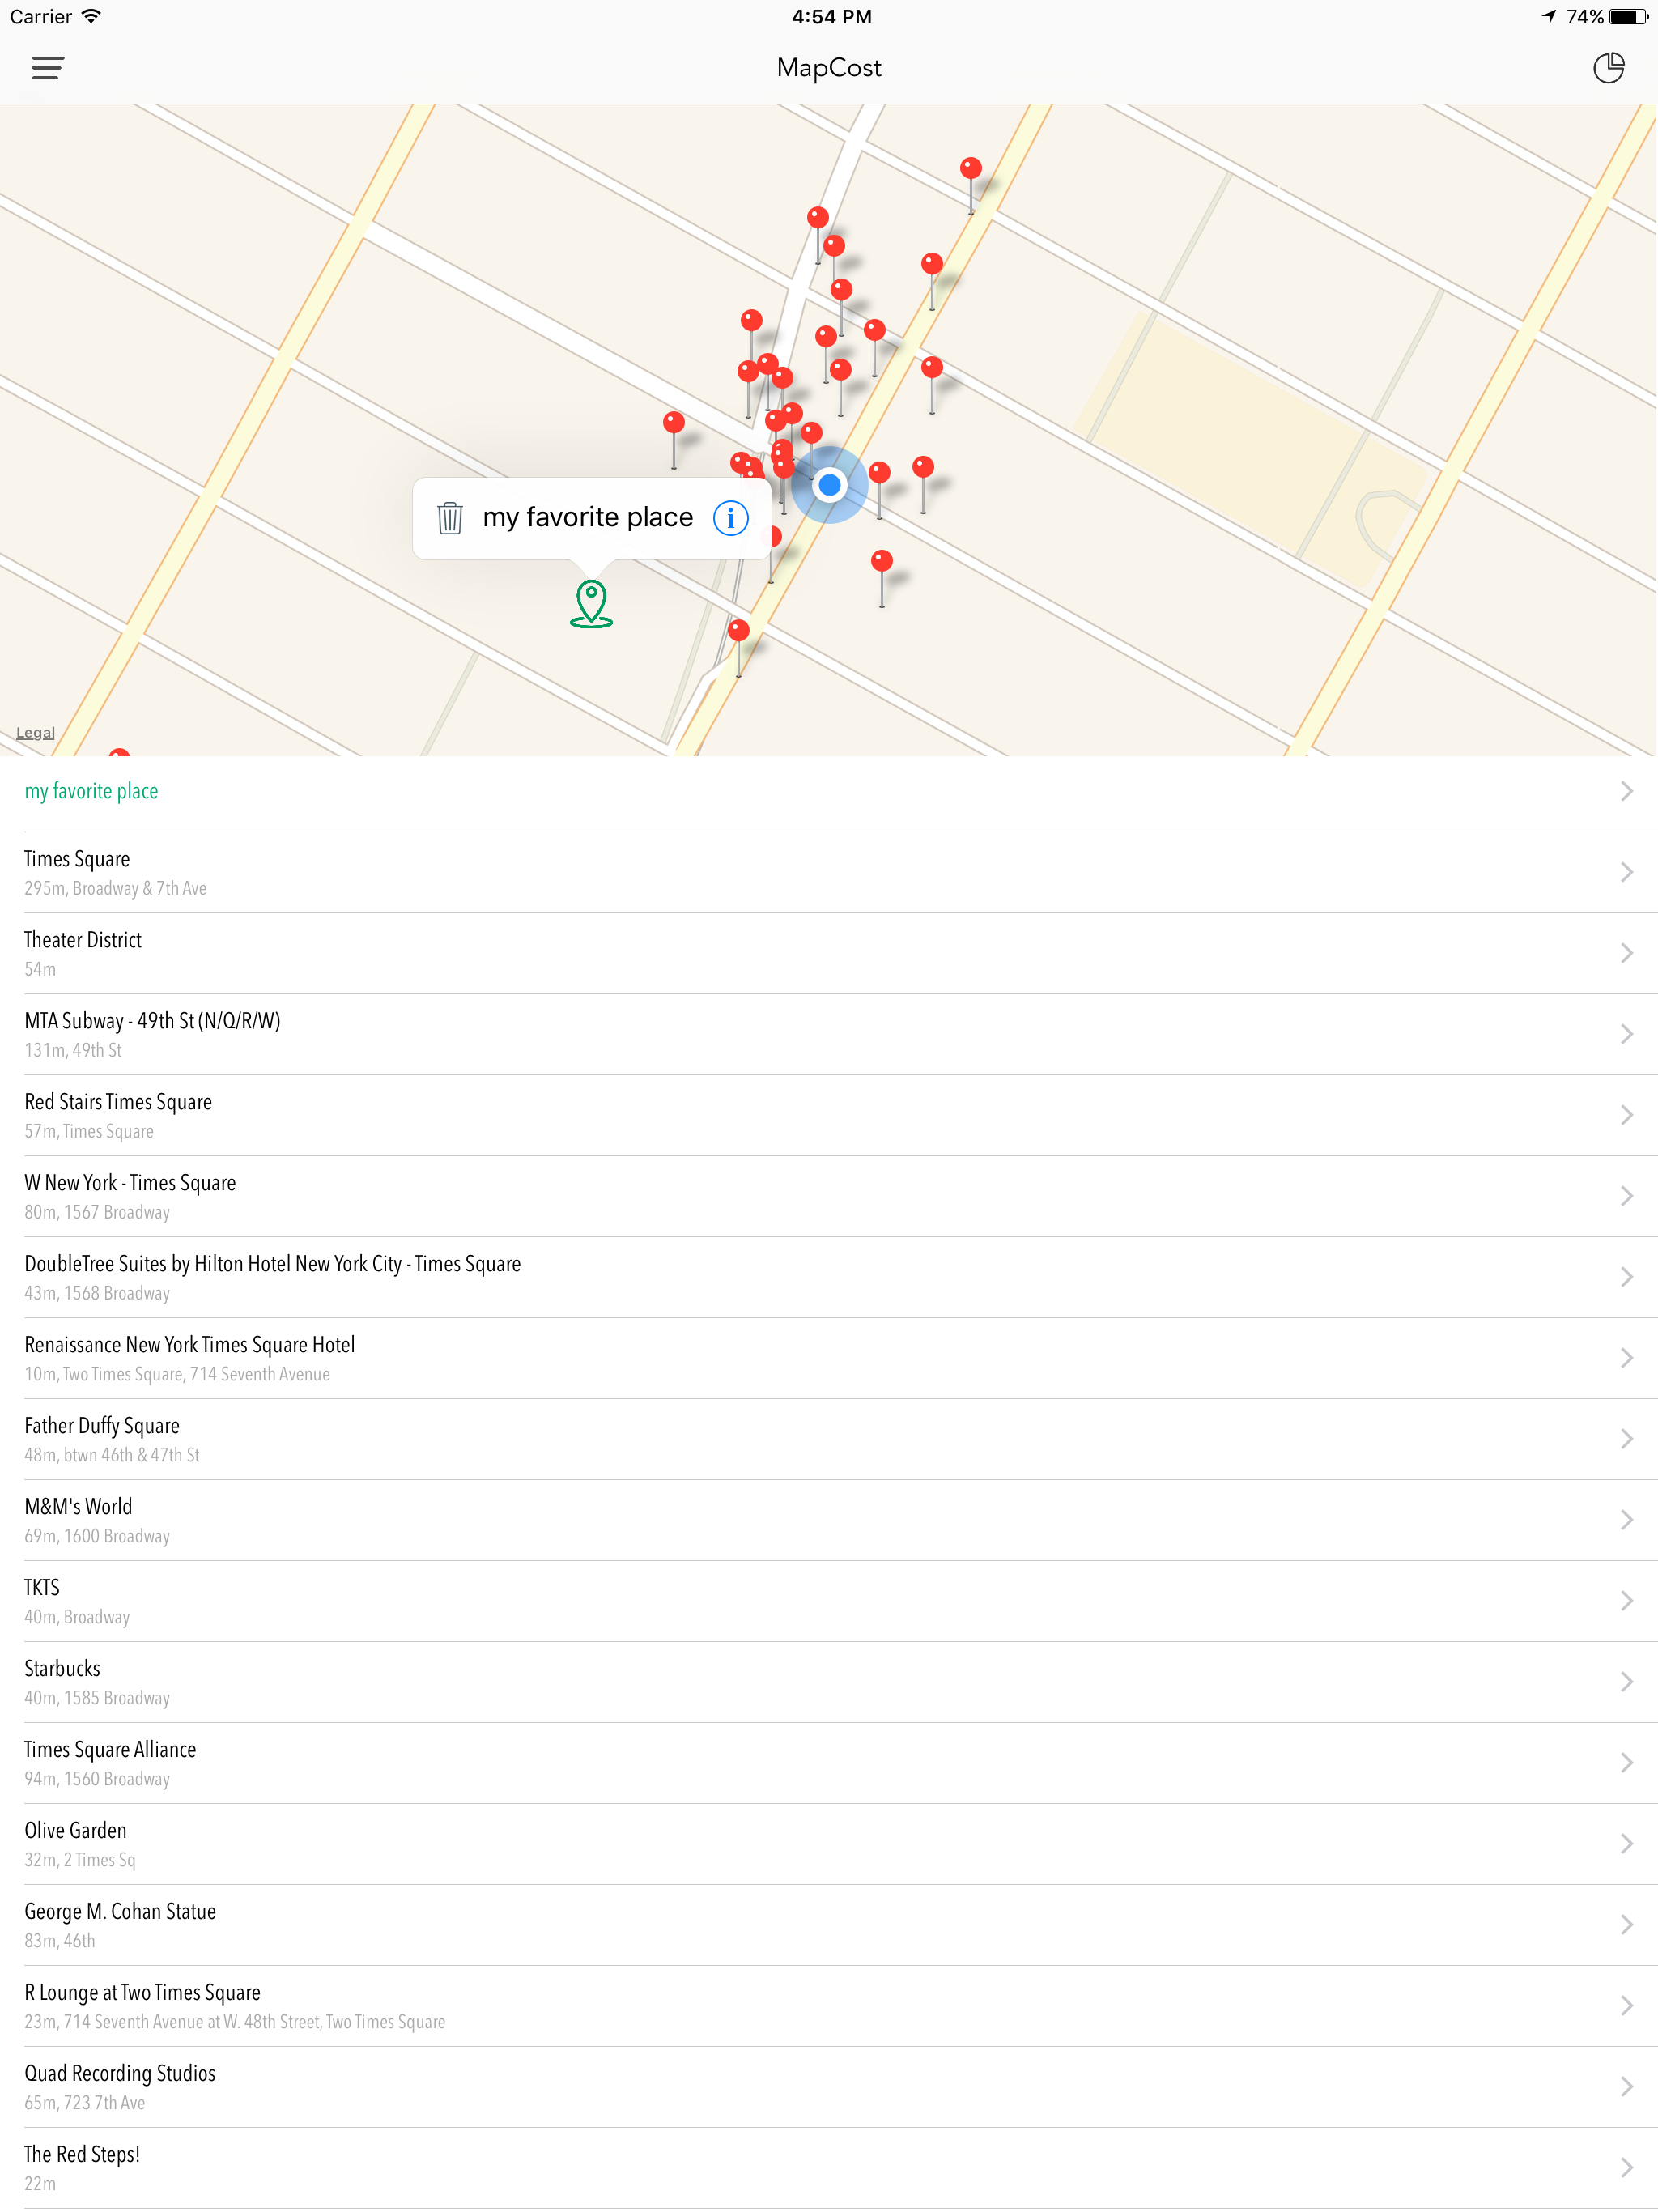 Carrier 4:54 PM 74%
MapCost
my favorite place
Legal
my favorite place
Times Square
295m, Broadway & 7th Ave
Theater District
54m
MTA Subway - 49th St (N/Q/R/W)
131m, 49th St
Red Stairs Times Square
57m, Times Square
W New York - Times Square
80m, 1567 Broadway
DoubleTree Suites by Hilton Hotel New York City - Times Square
43m, 1568 Broadway
Renaissance New York Times Square Hotel
10m, Two Times Square, 714 Seventh Avenue
Father Duffy Square
48m, btwn 46th & 47th St
M&M's World
69m, 1600 Broadway
TKTS
40m, Broadway
Starbucks
40m, 1585 Broadway
Times Square Alliance
94m, 1560 Broadway
Olive Garden
32m, 2 Times Sq
George M. Cohan Statue
83m, 46th
R Lounge at Two Times Square
23m, 714 Seventh Avenue at W. 48th Street, Two Times Square
Quad Recording Studios
65m, 723 7th Ave
The Red Steps!
22m